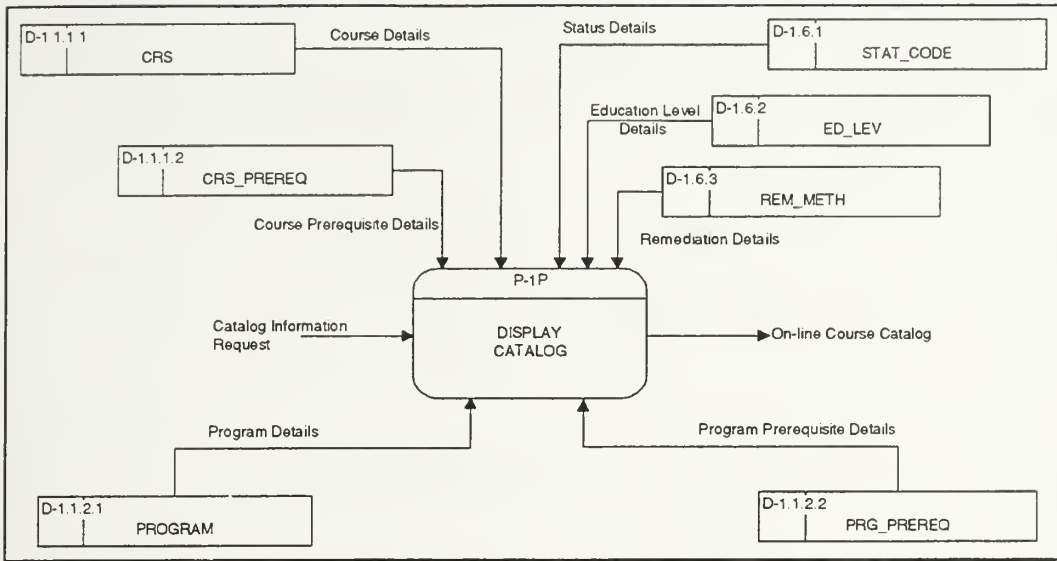 D-1 1.1 1
CRS
Course Details
Status Details
D-1.6.1
STAT_CODE
Education Level
Details
D-1.6.2
ED_LEV
D-1.1.1.2
CRS_PREREQ
D-1.6.3
REM_METH
Course Prerequisite Details
Remediation Details
P-1P
DISPLAY
CATALOG
Catalog Information
Request
On-line Course Catalog
Program Details
Program Prerequisite Details
D-1.1.2.1
PROGRAM
D-1.1.2.2
PRG_PREREQ